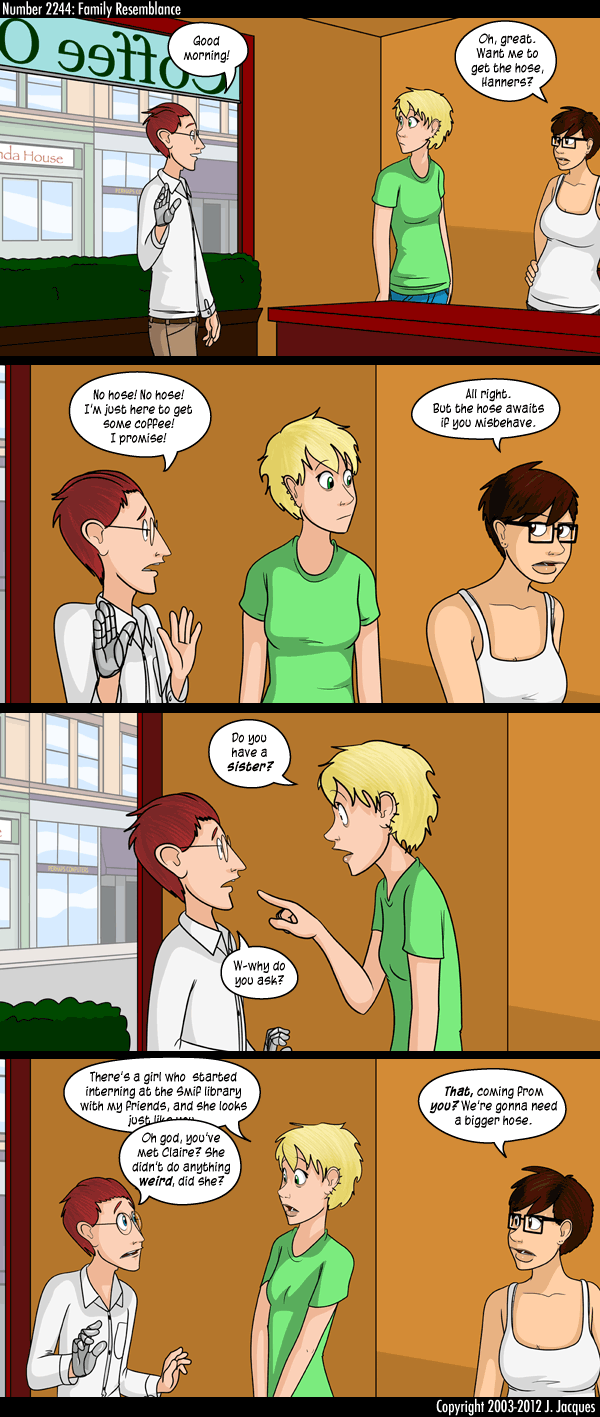 Number 2244: Family Resemblance
Coffee O
Good
morning!
Oh, great.
Want me to
get the hose,
Hanners?
nda House
No hose! No hose!
I'm just here to get
some coffee!
I promise!
All right.
But the hose awaits
if you misbehave.
Do you
have a
sister?
W-why do
you ask?
There's a girl who started
interning at the Smif library
with my friends, and she looks
just like you
Oh god, you've
met Claire? She
didn't do anything
weird, did she?
That, coming from
you? We're gonna need
a bigger hose.
Copyright 2003-2012 J. Jacques